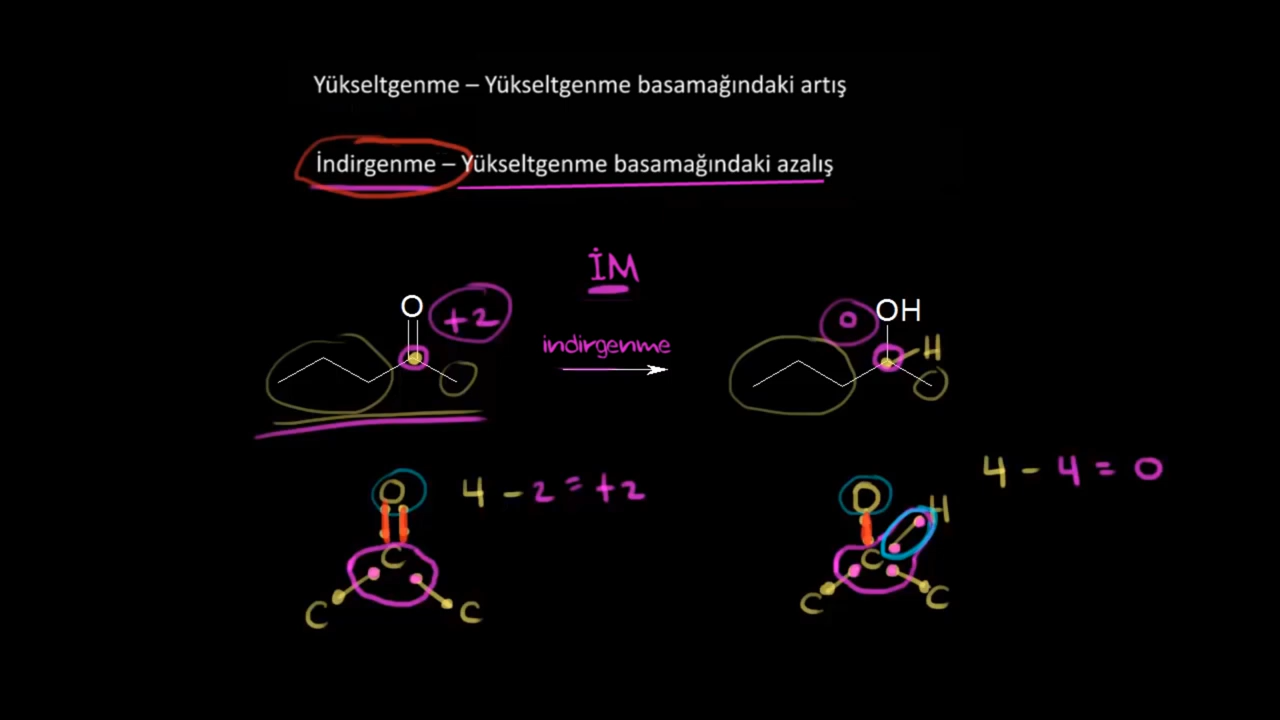 Yükseltgenme – Yükseltgenme basamağındaki artış
İndirgenme – Yükseltgenme basamağındaki azalış
İM
O +2
indirgenme
0 OH
H
O 4 - 2 = +2
C
C C
4 - 4 = 0
O H
C
C C